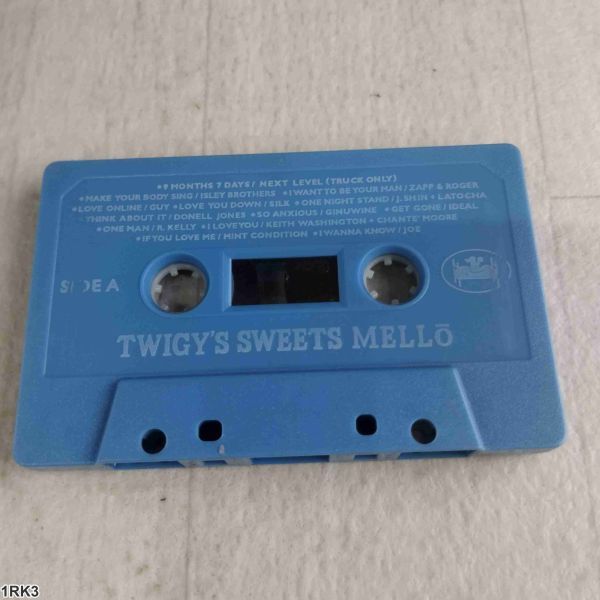 •9 MONTHS 7 DAYS / NEXT LEVEL (TRUCK ONLY)
•MAKE YOUR BODY SING / ISLEY BROTHERS •I WANT TO BE YOUR MAN / ZAPP & ROGER
•LOVE ONLINE / GUY •LOVE YOU DOWN / SILK •ONE NIGHT STAND / J.SHIN •LATOCHA
•THINK ABOUT IT / DONELL JONES •SO ANXIOUS / GINUWINE •GET GONE / IDEAL
•ONE MAN / R. KELLY •I LOVE YOU / KEITH WASHINGTON •CHANTE' MOORE
•IF YOU LOVE ME / MINT CONDITION •I WANNA KNOW / JOE
SIDE A
TWIGY'S SWEETS MELLŌ
1RK3